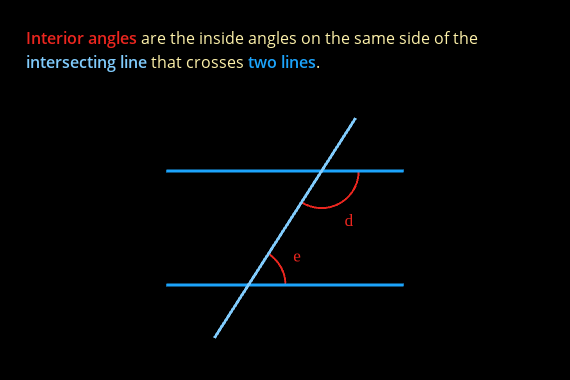 Interior angles are the inside angles on the same side of the
intersecting line that crosses two lines.
d
e